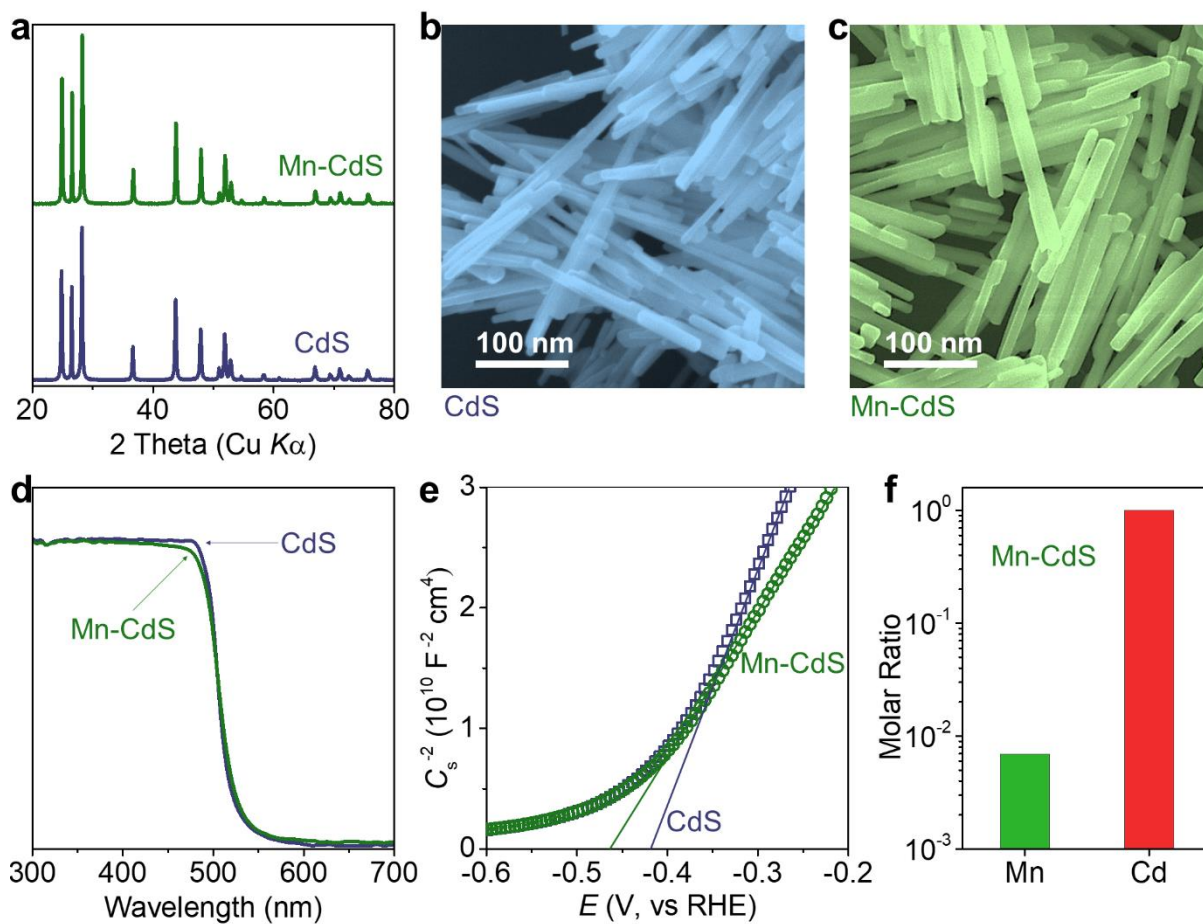 a
Mn-CdS
CdS
20 40 60 80
2 Theta (Cu Kα)
b
100 nm
CdS
c
100 nm
Mn-CdS
d
CdS
Mn-CdS
300 400 500 600 700
Wavelength (nm)
e
3
2
1
0
C_s^-2 (10^10 F^-2 cm^4)
Mn-CdS
CdS
-0.6 -0.5 -0.4 -0.3 -0.2
E (V, vs RHE)
f
10^0
10^-1
10^-2
10^-3
Molar Ratio
Mn-CdS
Mn Cd